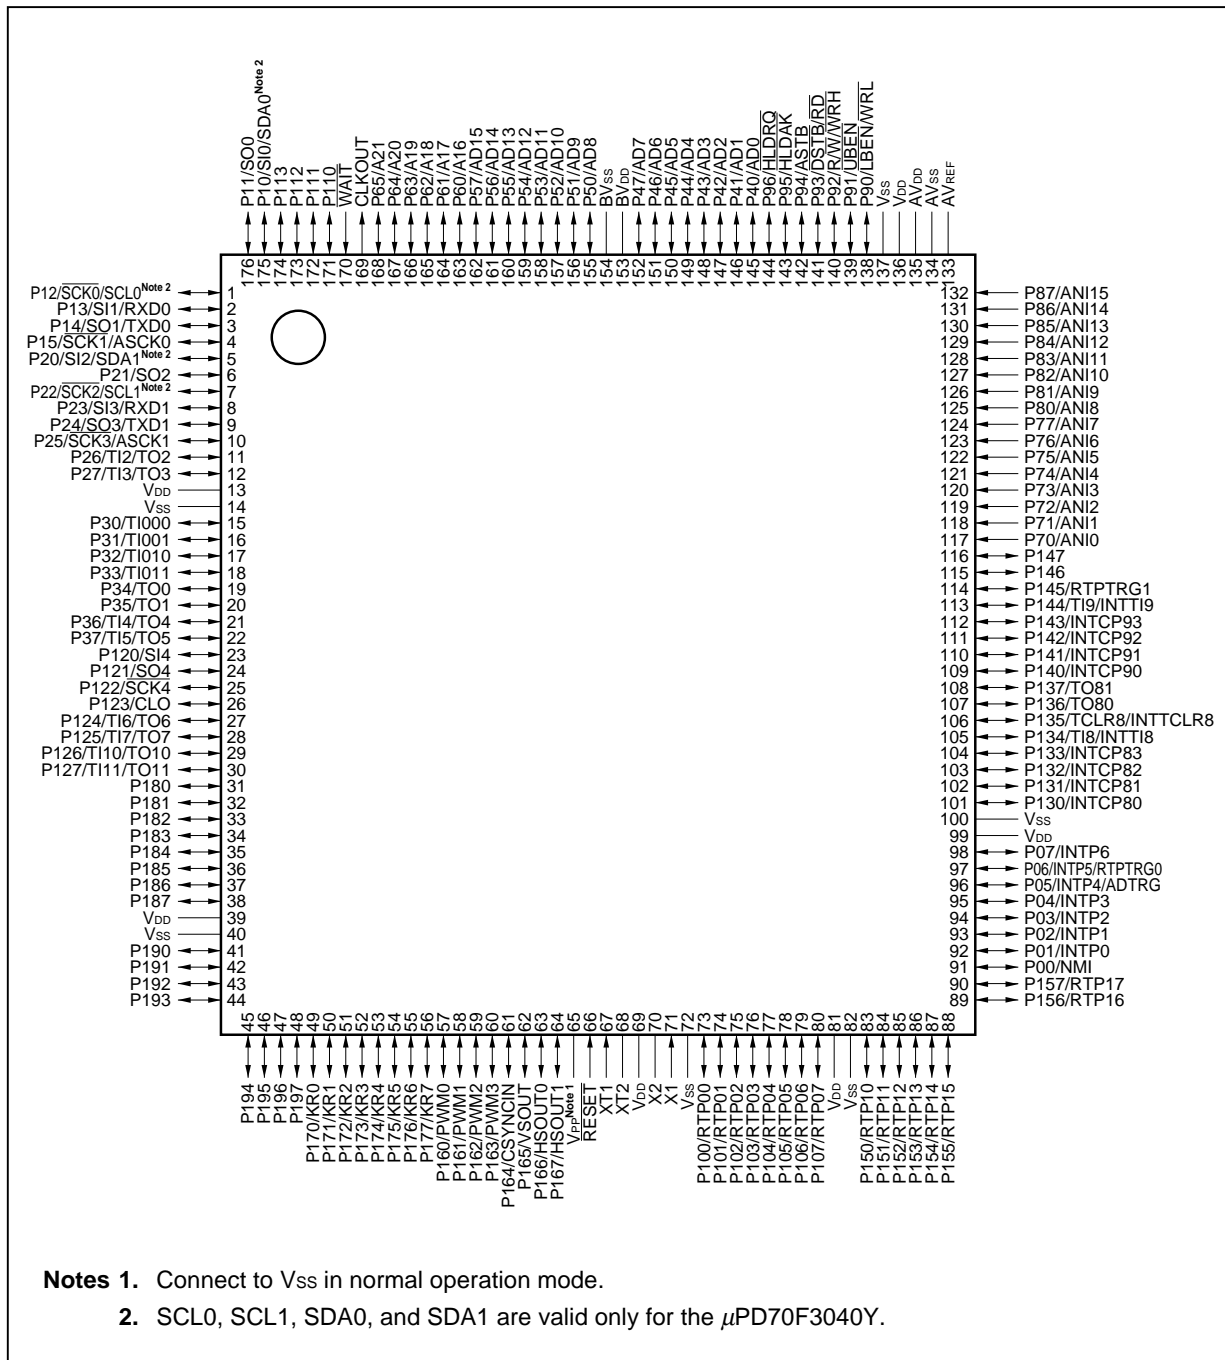 P11/SO0
P10/SI0/SDA0Note 2
P113
P112
P111
P110
WAIT
CLKOUT
P65/A21
P64/A20
P63/A19
P62/A18
P61/A17
P60/A16
P57/AD15
P56/AD14
P55/AD13
P54/AD12
P53/AD11
P52/AD10
P51/AD9
P50/AD8
BVSS
BVDD
P47/AD7
P46/AD6
P45/AD5
P44/AD4
P43/AD3
P42/AD2
P41/AD1
P40/AD0
P96/HLDRQ
P95/HLDAK
P94/ASTB
P93/DSTB/RD
P92/R/W/WRH
P91/UBEN
P90/LBEN/WRL
VSS
VDD
AVDD
AVSS
AVREF
176
175
174
173
172
171
170
169
168
167
166
165
164
163
162
161
160
159
158
157
156
155
154
153
152
151
150
149
148
147
146
145
144
143
142
141
140
139
138
137
136
135
134
133
P12/SCK0/SCL0Note 2 1 132 P87/ANI15
P13/SI1/RXD0 2 131 P86/ANI14
P14/SO1/TXD0 3 130 P85/ANI13
P15/SCK1/ASCK0 4 129 P84/ANI12
P20/SI2/SDA1Note 2 5 128 P83/ANI11
P21/SO2 6 127 P82/ANI10
P22/SCK2/SCL1Note 2 7 126 P81/ANI9
P23/SI3/RXD1 8 125 P80/ANI8
P24/SO3/TXD1 9 124 P77/ANI7
P25/SCK3/ASCK1 10 123 P76/ANI6
P26/TI2/TO2 11 122 P75/ANI5
P27/TI3/TO3 12 121 P74/ANI4
VDD 13 120 P73/ANI3
VSS 14 119 P72/ANI2
P30/TI000 15 118 P71/ANI1
P31/TI001 16 117 P70/ANI0
P32/TI010 17 116 P147
P33/TI011 18 115 P146
P34/TO0 19 114 P145/RTPTRG1
P35/TO1 20 113 P144/TI9/INTTI9
P36/TI4/TO4 21 112 P143/INTCP93
P37/TI5/TO5 22 111 P142/INTCP92
P120/SI4 23 110 P141/INTCP91
P121/SO4 24 109 P140/INTCP90
P122/SCK4 25 108 P137/TO81
P123/CLO 26 107 P136/TO80
P124/TI6/TO6 27 106 P135/TCLR8/INTTCLR8
P125/TI7/TO7 28 105 P134/TI8/INTTI8
P126/TI10/TO10 29 104 P133/INTCP83
P127/TI11/TO11 30 103 P132/INTCP82
P180 31 102 P131/INTCP81
P181 32 101 P130/INTCP80
P182 33 100 VSS
P183 34 99 VDD
P184 35 98 P07/INTP6
P185 36 97 P06/INTP5/RTPTRG0
P186 37 96 P05/INTP4/ADTRG
P187 38 95 P04/INTP3
VDD 39 94 P03/INTP2
VSS 40 93 P02/INTP1
P190 41 92 P01/INTP0
P191 42 91 P00/NMI
P192 43 90 P157/RTP17
P193 44 89 P156/RTP16
45
46
47
48
49
50
51
52
53
54
55
56
57
58
59
60
61
62
63
64
65
66
67
68
69
70
71
72
73
74
75
76
77
78
79
80
81
82
83
84
85
86
87
88
P194
P195
P196
P197
P170/KR0
P171/KR1
P172/KR2
P173/KR3
P174/KR4
P175/KR5
P176/KR6
P177/KR7
P160/PWM0
P161/PWM1
P162/PWM2
P163/PWM3
P164/CSYNCIN
P165/VSOUT
P166/HSOUT0
P167/HSOUT1
VPPNote 1
RESET
XT1
XT2
VDD
X2
X1
VSS
P100/RTP00
P101/RTP01
P102/RTP02
P103/RTP03
P104/RTP04
P105/RTP05
P106/RTP06
P107/RTP07
VDD
VSS
P150/RTP10
P151/RTP11
P152/RTP12
P153/RTP13
P154/RTP14
P155/RTP15
Notes 1. Connect to VSS in normal operation mode.
2. SCL0, SCL1, SDA0, and SDA1 are valid only for the μPD70F3040Y.